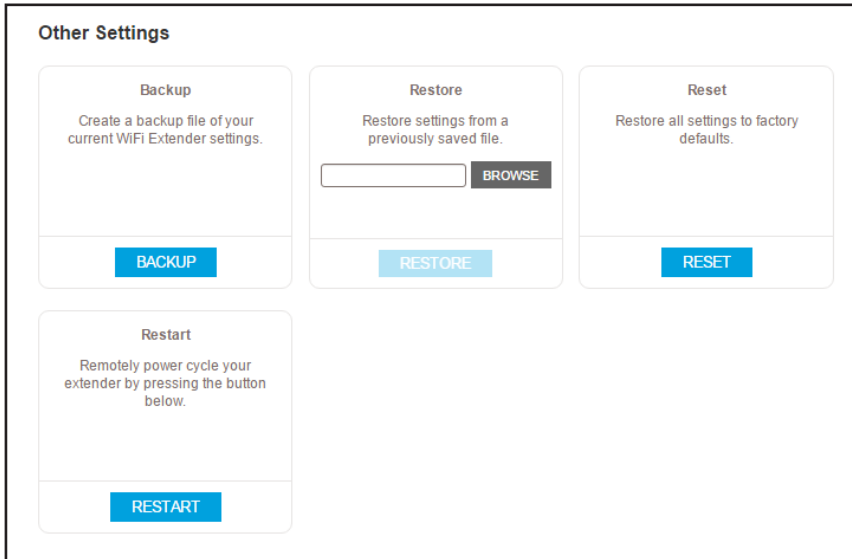 Other Settings
Backup
Create a backup file of your
current WiFi Extender settings.
BACKUP
Restore
Restore settings from a
previously saved file.
BROWSE
RESTORE
Reset
Restore all settings to factory
defaults.
RESET
Restart
Remotely power cycle your
extender by pressing the button
below.
RESTART